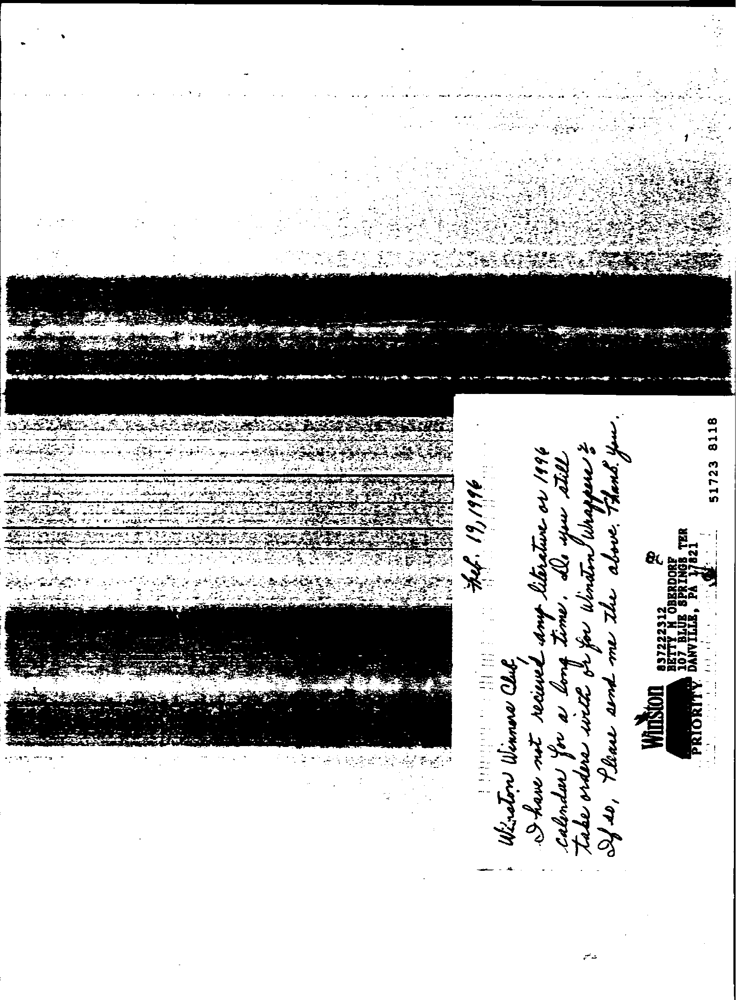 Feb. 19, 1996
Winston Winners Club,
I have not recieved any literature or 1996
calendar for a long time. Do you still
take orders with or for Winston Wrappers?
If so, Please send me the above. Thank you.
Winston
PRIORITY
837222312
BETTY M OBERDORF
107 BLUE SPRINGS TER
DANVILLE, PA 17821
51723 8118